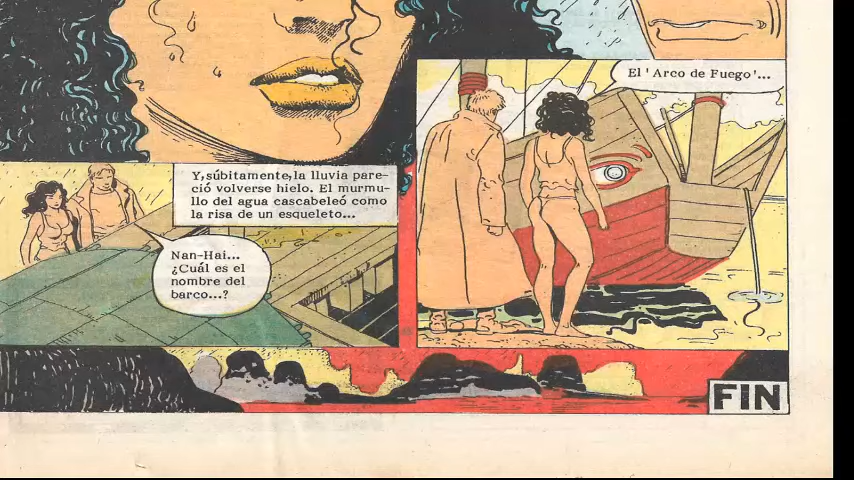 Y, súbitamente, la lluvia pare-
ció volverse hielo. El murmu-
llo del agua cascabeleó como
la risa de un esqueleto...
Nan-Hai...
¿Cuál es el
nombre del
barco...?
El 'Arco de Fuego'...
FIN